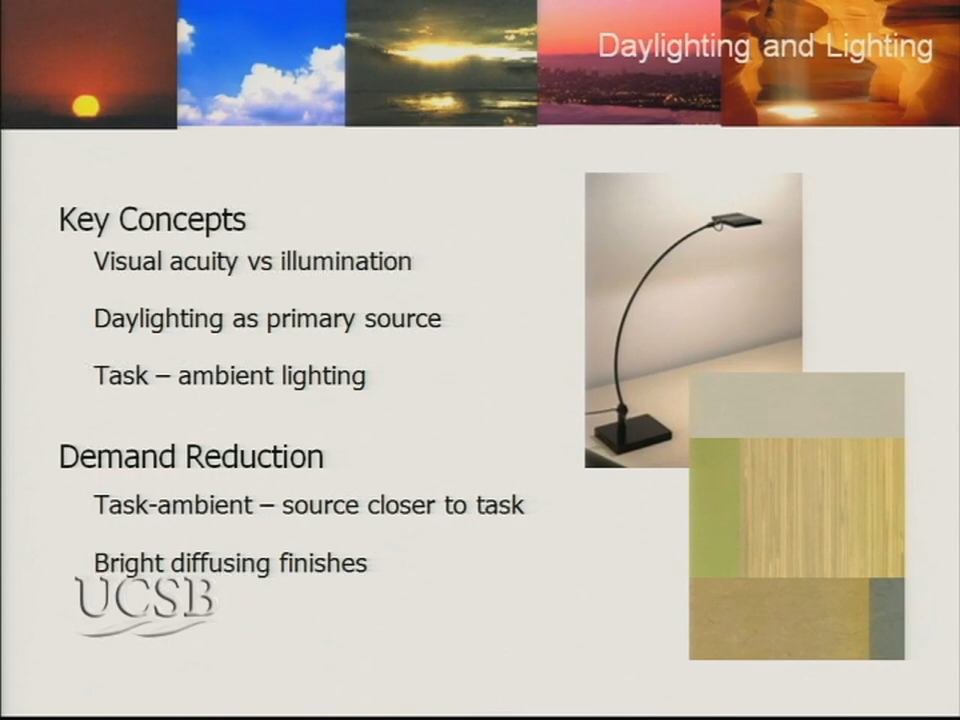 Daylighting and Lighting
Key Concepts
Visual acuity vs illumination
Daylighting as primary source
Task – ambient lighting
Demand Reduction
Task-ambient – source closer to task
Bright diffusing finishes
UCSB